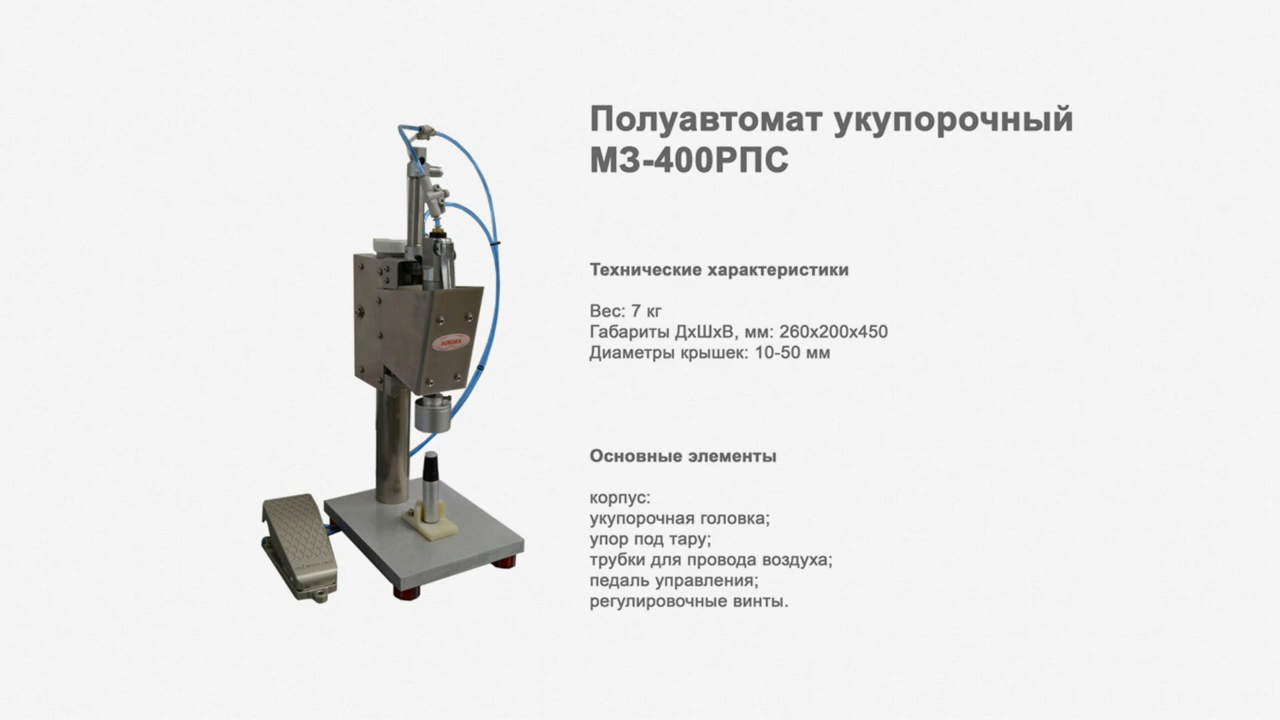 Полуавтомат укупорочный
МЗ-400РПС
Технические характеристики
Вес: 7 кг
Габариты ДхШхВ, мм: 260х200х450
Диаметры крышек: 10-50 мм
Основные элементы
корпус:
укупорочная головка;
упор под тару;
трубки для провода воздуха;
педаль управления;
регулировочные винты.